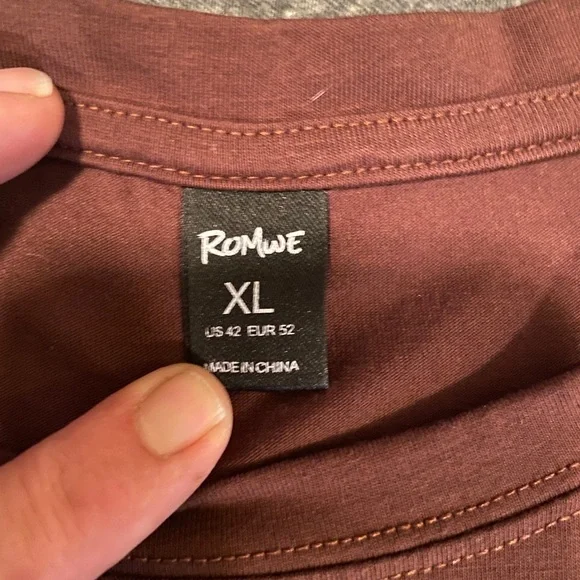 ROMWE
XL
US 42 EUR 52
MADE IN CHINA